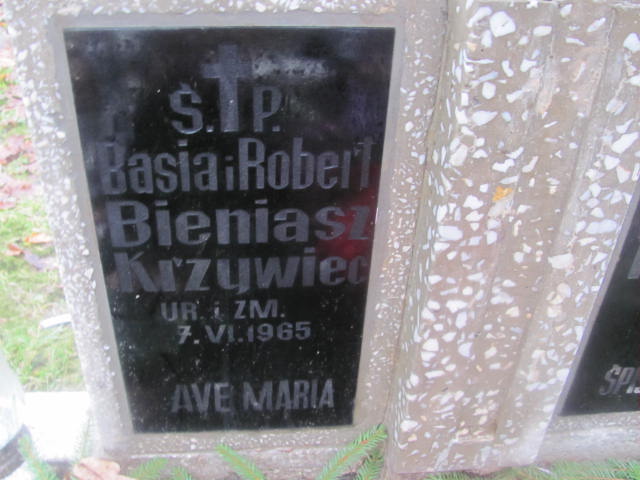 Ś.P.
Basia i Robert
Bieniasz
Krzywiec
UR. i ZM.
7.VI.1965
AVE MARIA